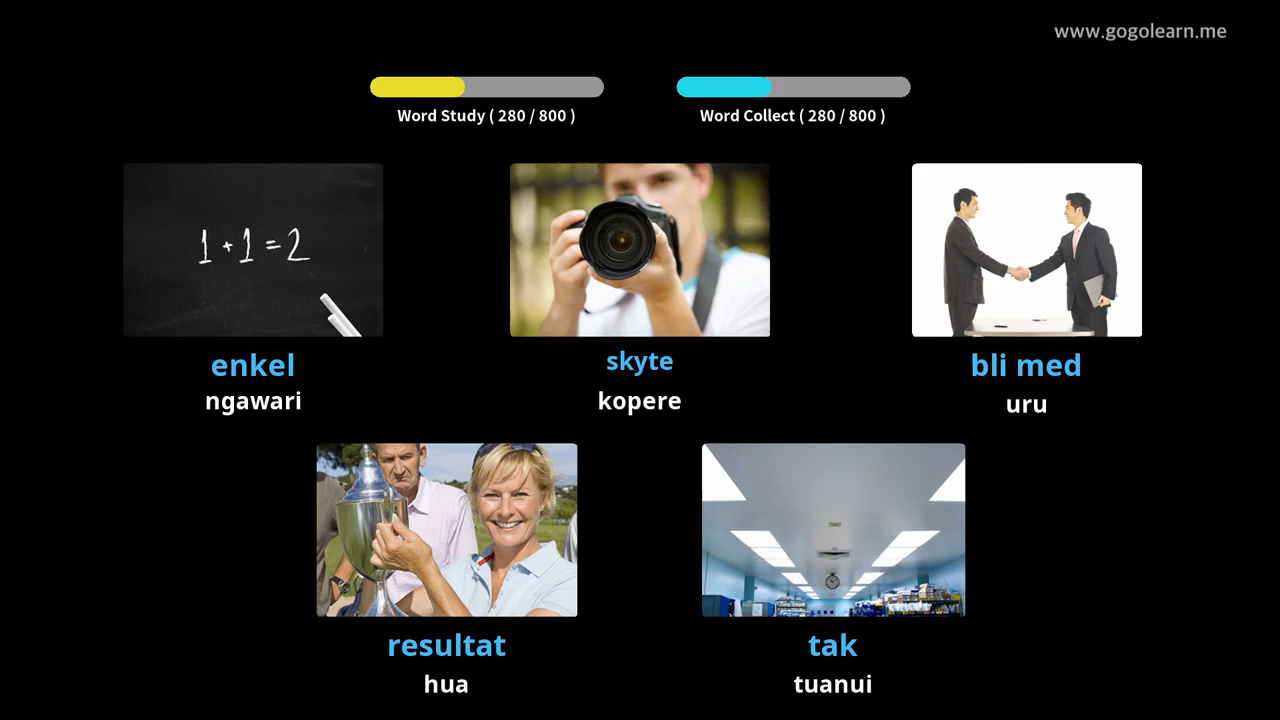 www.gogolearn.me
Word Study ( 280 / 800 )
Word Collect ( 280 / 800 )
1 + 1 = 2
enkel
ngawari
skyte
kopere
bli med
uru
resultat
hua
tak
tuanui